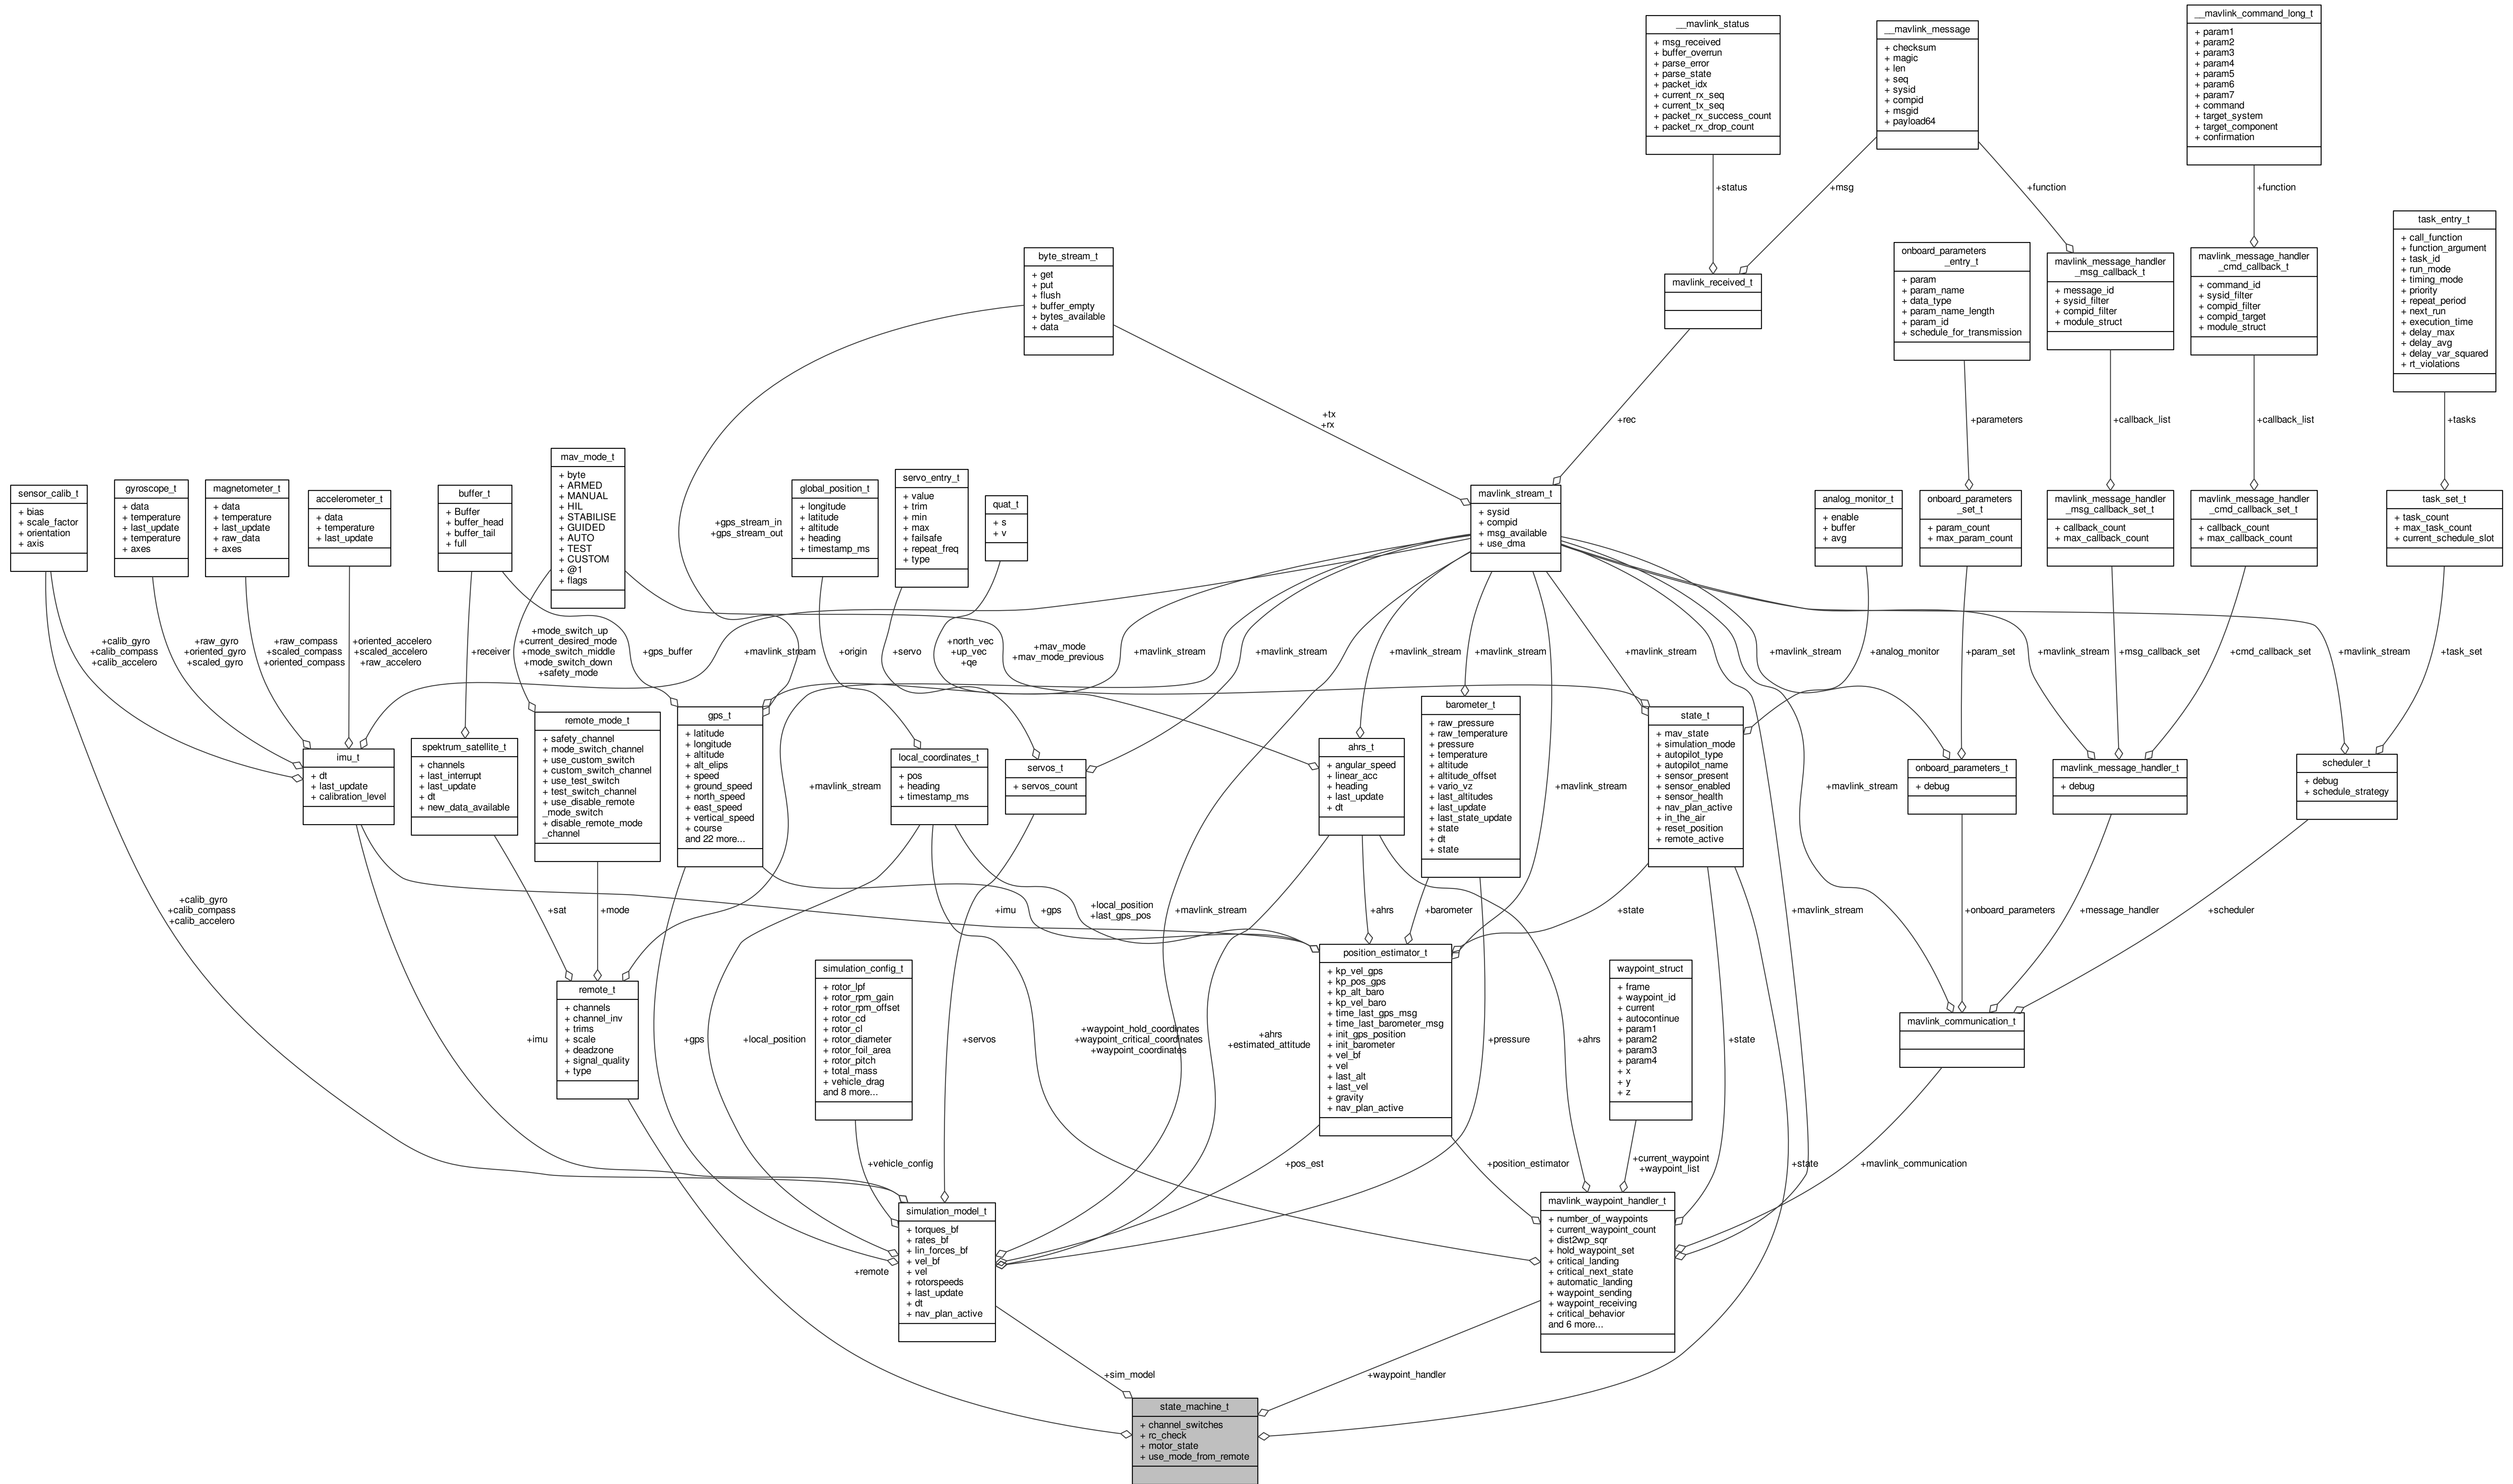 __mavlink_status
+ msg_received
+ buffer_overrun
+ parse_error
+ parse_state
+ packet_idx
+ current_rx_seq
+ current_tx_seq
+ packet_rx_success_count
+ packet_rx_drop_count
__mavlink_message
+ checksum
+ magic
+ len
+ seq
+ sysid
+ compid
+ msgid
+ payload64
__mavlink_command_long_t
+ param1
+ param2
+ param3
+ param4
+ param5
+ param6
+ param7
+ command
+ target_system
+ target_component
+ confirmation
+status
+msg
+function
+function
byte_stream_t
+ get
+ put
+ flush
+ buffer_empty
+ bytes_available
+ data
mavlink_received_t
onboard_parameters
_entry_t
+ param
+ param_name
+ data_type
+ param_name_length
+ param_id
+ schedule_for_transmission
mavlink_message_handler
_msg_callback_t
+ message_id
+ sysid_filter
+ compid_filter
+ module_struct
mavlink_message_handler
_cmd_callback_t
+ command_id
+ sysid_filter
+ compid_filter
+ compid_target
+ module_struct
task_entry_t
+ call_function
+ function_argument
+ task_id
+ run_mode
+ timing_mode
+ priority
+ repeat_period
+ next_run
+ execution_time
+ delay_max
+ delay_avg
+ delay_var_squared
+ rt_violations
+tx
+rx
+rec
+parameters
+callback_list
+callback_list
+tasks
sensor_calib_t
+ bias
+ scale_factor
+ orientation
+ axis
gyroscope_t
+ data
+ temperature
+ last_update
+ temperature
+ axes
magnetometer_t
+ data
+ temperature
+ last_update
+ raw_data
+ axes
accelerometer_t
+ data
+ temperature
+ last_update
buffer_t
+ Buffer
+ buffer_head
+ buffer_tail
+ full
mav_mode_t
+ byte
+ ARMED
+ MANUAL
+ HIL
+ STABILISE
+ GUIDED
+ AUTO
+ TEST
+ CUSTOM
+ @1
+ flags
+gps_stream_in
+gps_stream_out
global_position_t
+ longitude
+ latitude
+ altitude
+ heading
+ timestamp_ms
servo_entry_t
+ value
+ trim
+ min
+ max
+ failsafe
+ repeat_freq
+ type
quat_t
+ s
+ v
mavlink_stream_t
+ sysid
+ compid
+ msg_available
+ use_dma
analog_monitor_t
+ enable
+ buffer
+ avg
onboard_parameters
_set_t
+ param_count
+ max_param_count
mavlink_message_handler
_msg_callback_set_t
+ callback_count
+ max_callback_count
mavlink_message_handler
_cmd_callback_set_t
+ callback_count
+ max_callback_count
task_set_t
+ task_count
+ max_task_count
+ current_schedule_slot
+calib_gyro
+calib_compass
+calib_accelero
+raw_gyro
+oriented_gyro
+scaled_gyro
+raw_compass
+scaled_compass
+oriented_compass
+oriented_accelero
+scaled_accelero
+raw_accelero
+receiver
+mode_switch_up
+current_desired_mode
+mode_switch_middle
+mode_switch_down
+safety_mode
+gps_buffer
+mavlink_stream
+origin
+servo
+north_vec
+up_vec
+qe
+mav_mode
+mav_mode_previous
+mavlink_stream
+mavlink_stream
+mavlink_stream
+mavlink_stream
+mavlink_stream
+mavlink_stream
+analog_monitor
+param_set
+mavlink_stream
+msg_callback_set
+cmd_callback_set
+mavlink_stream
+task_set
imu_t
+ dt
+ last_update
+ calibration_level
spektrum_satellite_t
+ channels
+ last_interrupt
+ last_update
+ dt
+ new_data_available
remote_mode_t
+ safety_channel
+ mode_switch_channel
+ use_custom_switch
+ custom_switch_channel
+ use_test_switch
+ test_switch_channel
+ use_disable_remote
_mode_switch
+ disable_remote_mode
_channel
gps_t
+ latitude
+ longitude
+ altitude
+ alt_elips
+ speed
+ ground_speed
+ north_speed
+ east_speed
+ vertical_speed
+ course
and 22 more...
+mavlink_stream
local_coordinates_t
+ pos
+ heading
+ timestamp_ms
servos_t
+ servos_count
ahrs_t
+ angular_speed
+ linear_acc
+ heading
+ last_update
+ dt
barometer_t
+ raw_pressure
+ raw_temperature
+ pressure
+ temperature
+ altitude
+ altitude_offset
+ vario_vz
+ last_altitudes
+ last_update
+ last_state_update
+ state
+ dt
+ state
+mavlink_stream
state_t
+ mav_state
+ simulation_mode
+ autopilot_type
+ autopilot_name
+ sensor_present
+ sensor_enabled
+ sensor_health
+ nav_plan_active
+ in_the_air
+ reset_position
+ remote_active
+mavlink_stream
onboard_parameters_t
+ debug
mavlink_message_handler_t
+ debug
scheduler_t
+ debug
+ schedule_strategy
+calib_gyro
+calib_compass
+calib_accelero
+sat
+mode
+imu
+gps
+local_position
+last_gps_pos
+mavlink_stream
+ahrs
+barometer
+state
+mavlink_stream
+onboard_parameters
+message_handler
+scheduler
+imu
remote_t
+ channels
+ channel_inv
+ trims
+ scale
+ deadzone
+ signal_quality
+ type
+gps
+local_position
simulation_config_t
+ rotor_lpf
+ rotor_rpm_gain
+ rotor_rpm_offset
+ rotor_cd
+ rotor_cl
+ rotor_diameter
+ rotor_foil_area
+ rotor_pitch
+ total_mass
+ vehicle_drag
and 8 more...
+servos
+waypoint_hold_coordinates
+waypoint_critical_coordinates
+waypoint_coordinates
+ahrs
+estimated_attitude
position_estimator_t
+ kp_vel_gps
+ kp_pos_gps
+ kp_alt_baro
+ kp_vel_baro
+ time_last_gps_msg
+ time_last_barometer_msg
+ init_gps_position
+ init_barometer
+ vel_bf
+ vel
+ last_alt
+ last_vel
+ gravity
+ nav_plan_active
+pressure
+ahrs
waypoint_struct
+ frame
+ waypoint_id
+ current
+ autocontinue
+ param1
+ param2
+ param3
+ param4
+ x
+ y
+ z
+state
mavlink_communication_t
+vehicle_config
+pos_est
+position_estimator
+current_waypoint
+waypoint_list
+state
+mavlink_communication
+remote
simulation_model_t
+ torques_bf
+ rates_bf
+ lin_forces_bf
+ vel_bf
+ vel
+ rotorspeeds
+ last_update
+ dt
+ nav_plan_active
mavlink_waypoint_handler_t
+ number_of_waypoints
+ current_waypoint_count
+ dist2wp_sqr
+ hold_waypoint_set
+ critical_landing
+ critical_next_state
+ automatic_landing
+ waypoint_sending
+ waypoint_receiving
+ critical_behavior
and 6 more...
+sim_model
+waypoint_handler
state_machine_t
+ channel_switches
+ rc_check
+ motor_state
+ use_mode_from_remote